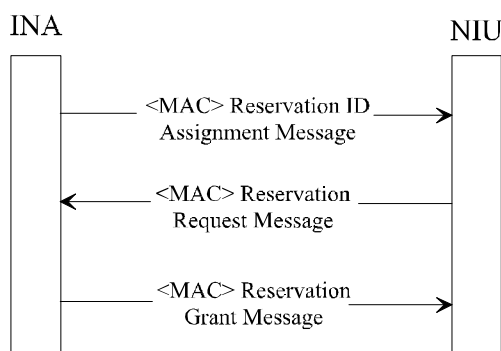 INA
NIU
<MAC> Reservation ID
Assignment Message
<MAC> Reservation
Request Message
<MAC> Reservation
Grant Message